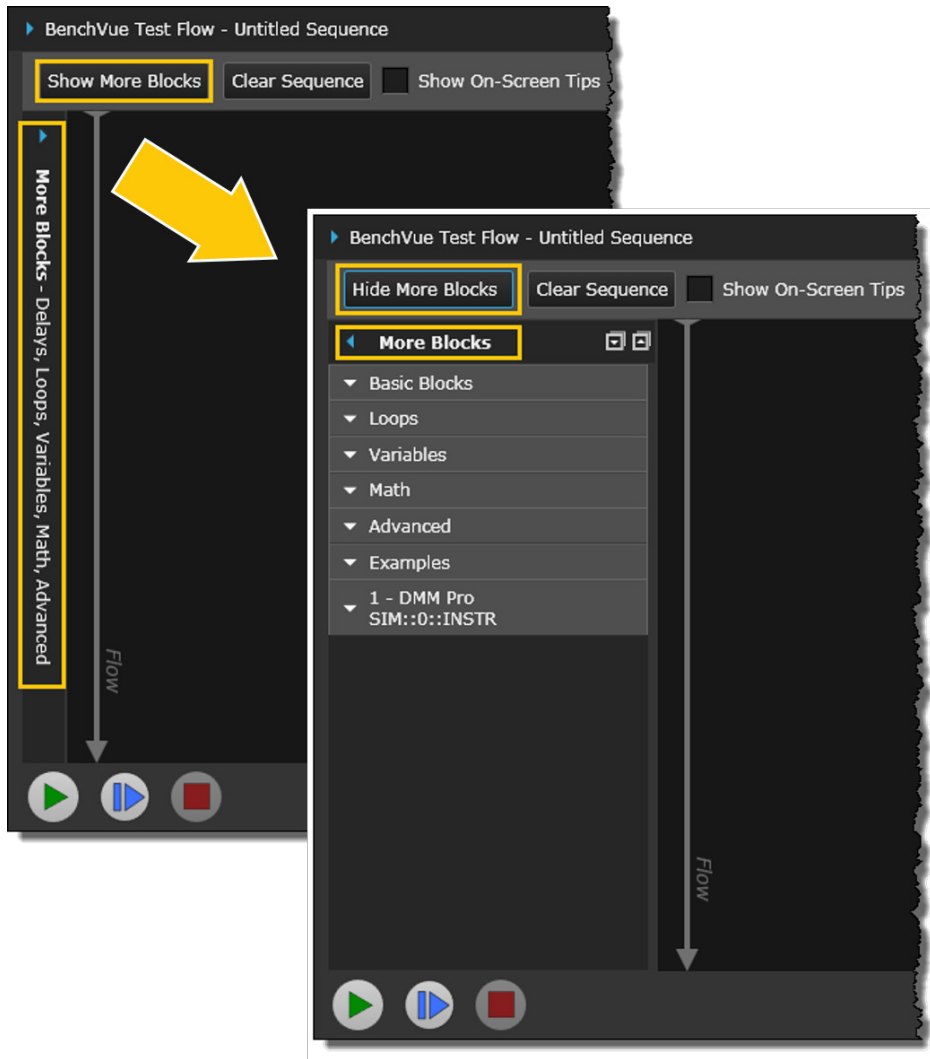 BenchVue Test Flow - Untitled Sequence
Show More Blocks
Clear Sequence
Show On-Screen Tips
More Blocks - Delays, Loops, Variables, Math, Advanced
Flow
BenchVue Test Flow - Untitled Sequence
Hide More Blocks
Clear Sequence
Show On-Screen Tips
More Blocks
Basic Blocks
Loops
Variables
Math
Advanced
Examples
1 - DMM Pro
SIM::0::INSTR
Flow